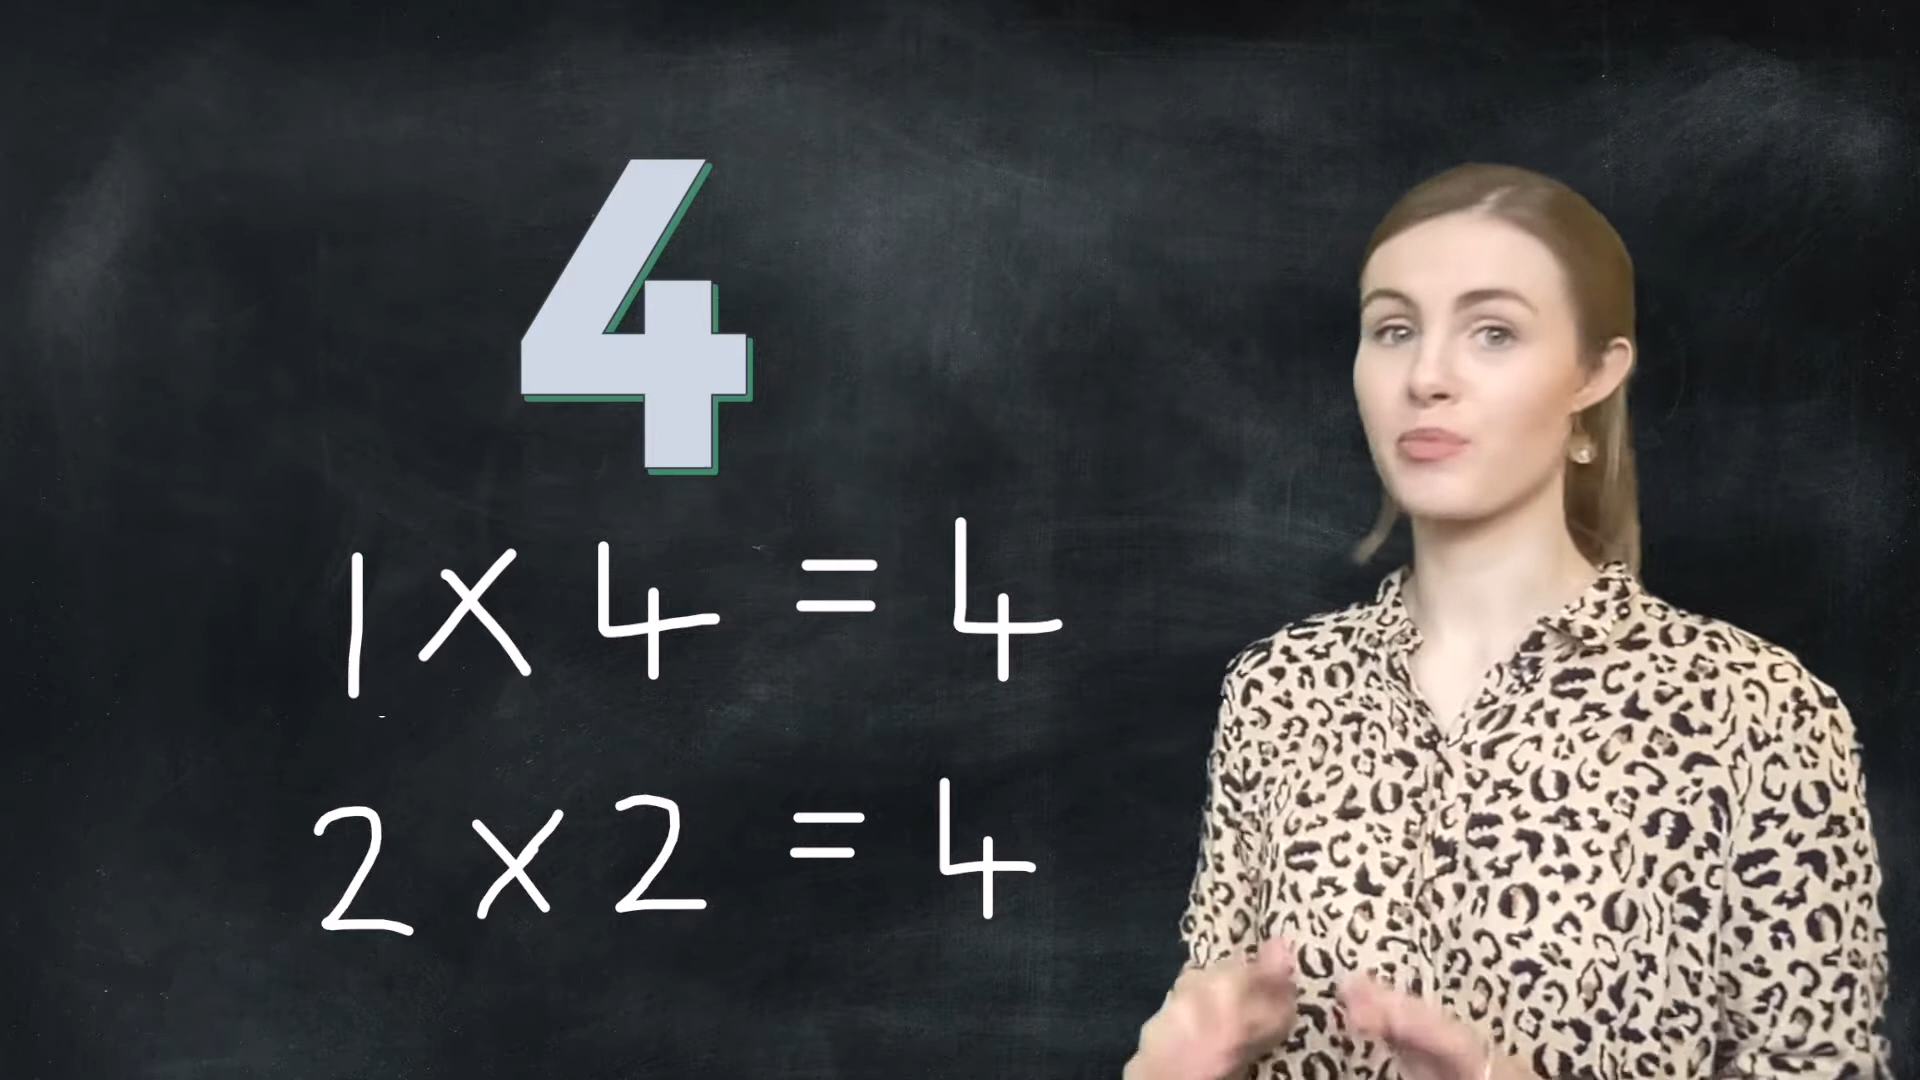 4
1 × 4 = 4
2 × 2 = 4